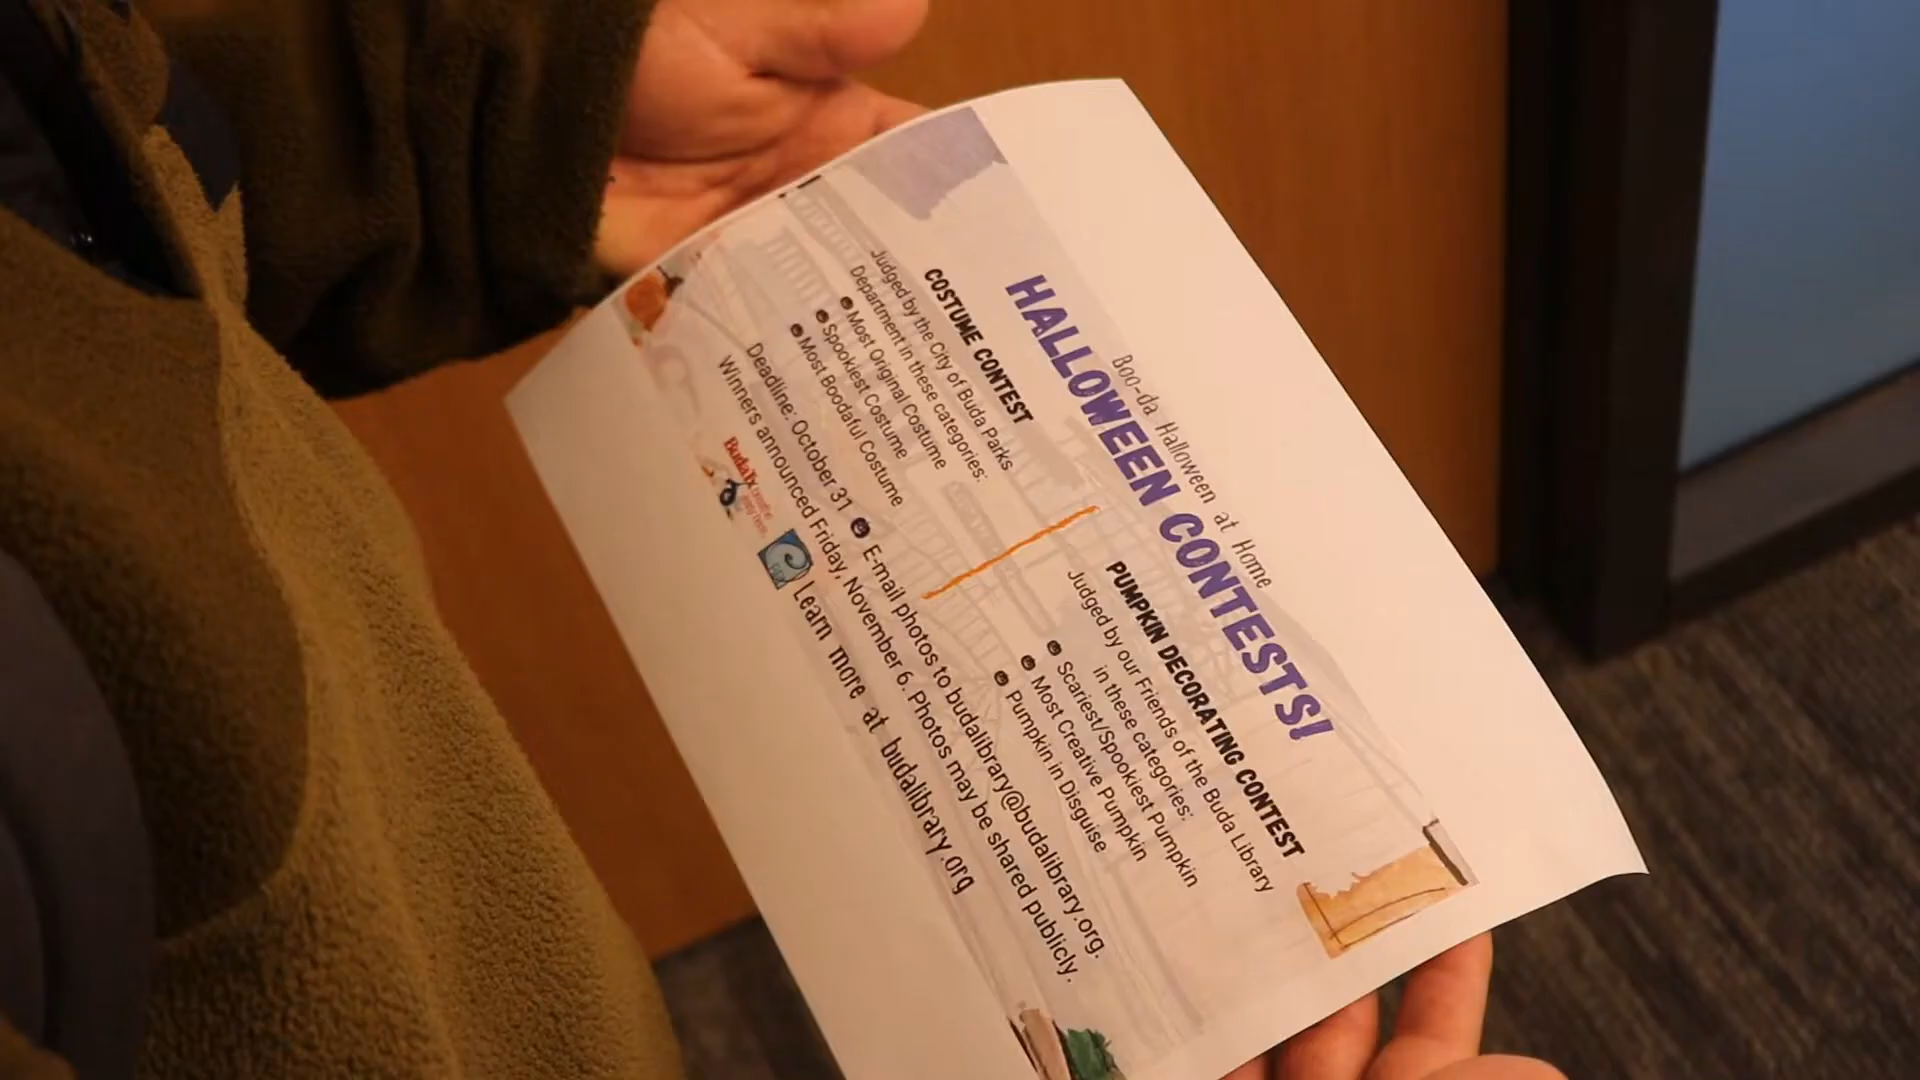 Boo-da Halloween at Home
HALLOWEEN CONTESTS!
COSTUME CONTEST
Judged by the City of Buda Parks
Department in these categories:
Most Original Costume
Spookiest Costume
Most Boodaful Costume
PUMPKIN DECORATING CONTEST
Judged by our Friends of the Buda Library
in these categories:
Scariest/Spookiest Pumpkin
Most Creative Pumpkin
Pumpkin in Disguise
Deadline: October 31 E-mail photos to budalibrary@budalibrary.org.
Winners announced Friday, November 6. Photos may be shared publicly.
Learn more at budalibrary.org